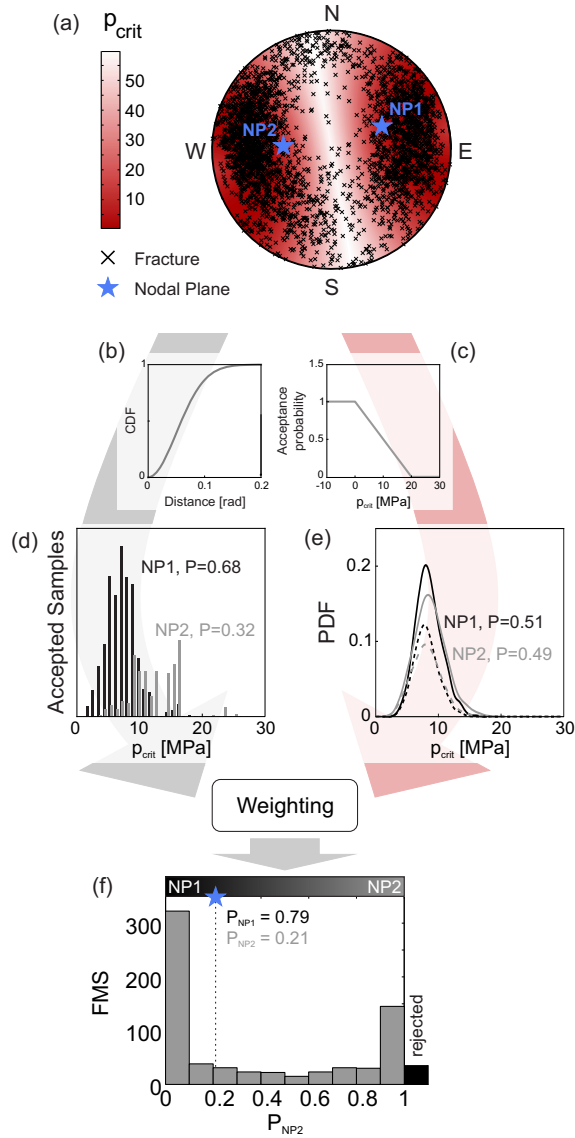 (a)
p_crit
60
50
40
30
20
10
N
NP1
NP2
W
E
S
Fracture
Nodal Plane
(b)
(c)
1
CDF
0
0
0.1
0.2
Distance [rad]
1.5
1
0.5
0
Acceptance
probability
-10
0
10
20
30
p_crit [MPa]
(d)
Accepted Samples
NP1, P=0.68
NP2, P=0.32
0
10
20
30
p_crit [MPa]
(e)
PDF
0.2
0.1
0
NP1, P=0.51
NP2, P=0.49
0
10
20
30
p_crit [MPa]
Weighting
(f)
NP1
NP2
P_NP1 = 0.79
P_NP2 = 0.21
FMS
300
200
100
0
rejected
0
0.2
0.4
0.6
0.8
1
P_NP2